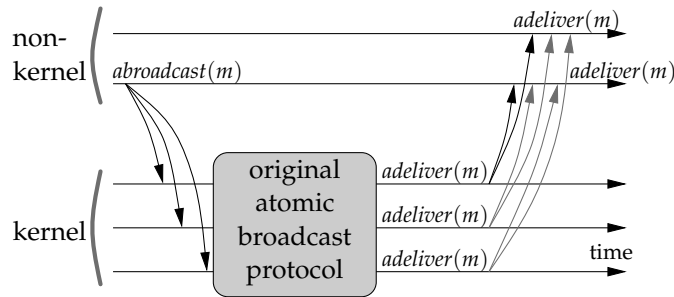 adeliver(m)
non-
kernel
abroadcast(m)
adeliver(m)
original
atomic
broadcast
protocol
adeliver(m)
adeliver(m)
adeliver(m)
kernel
time